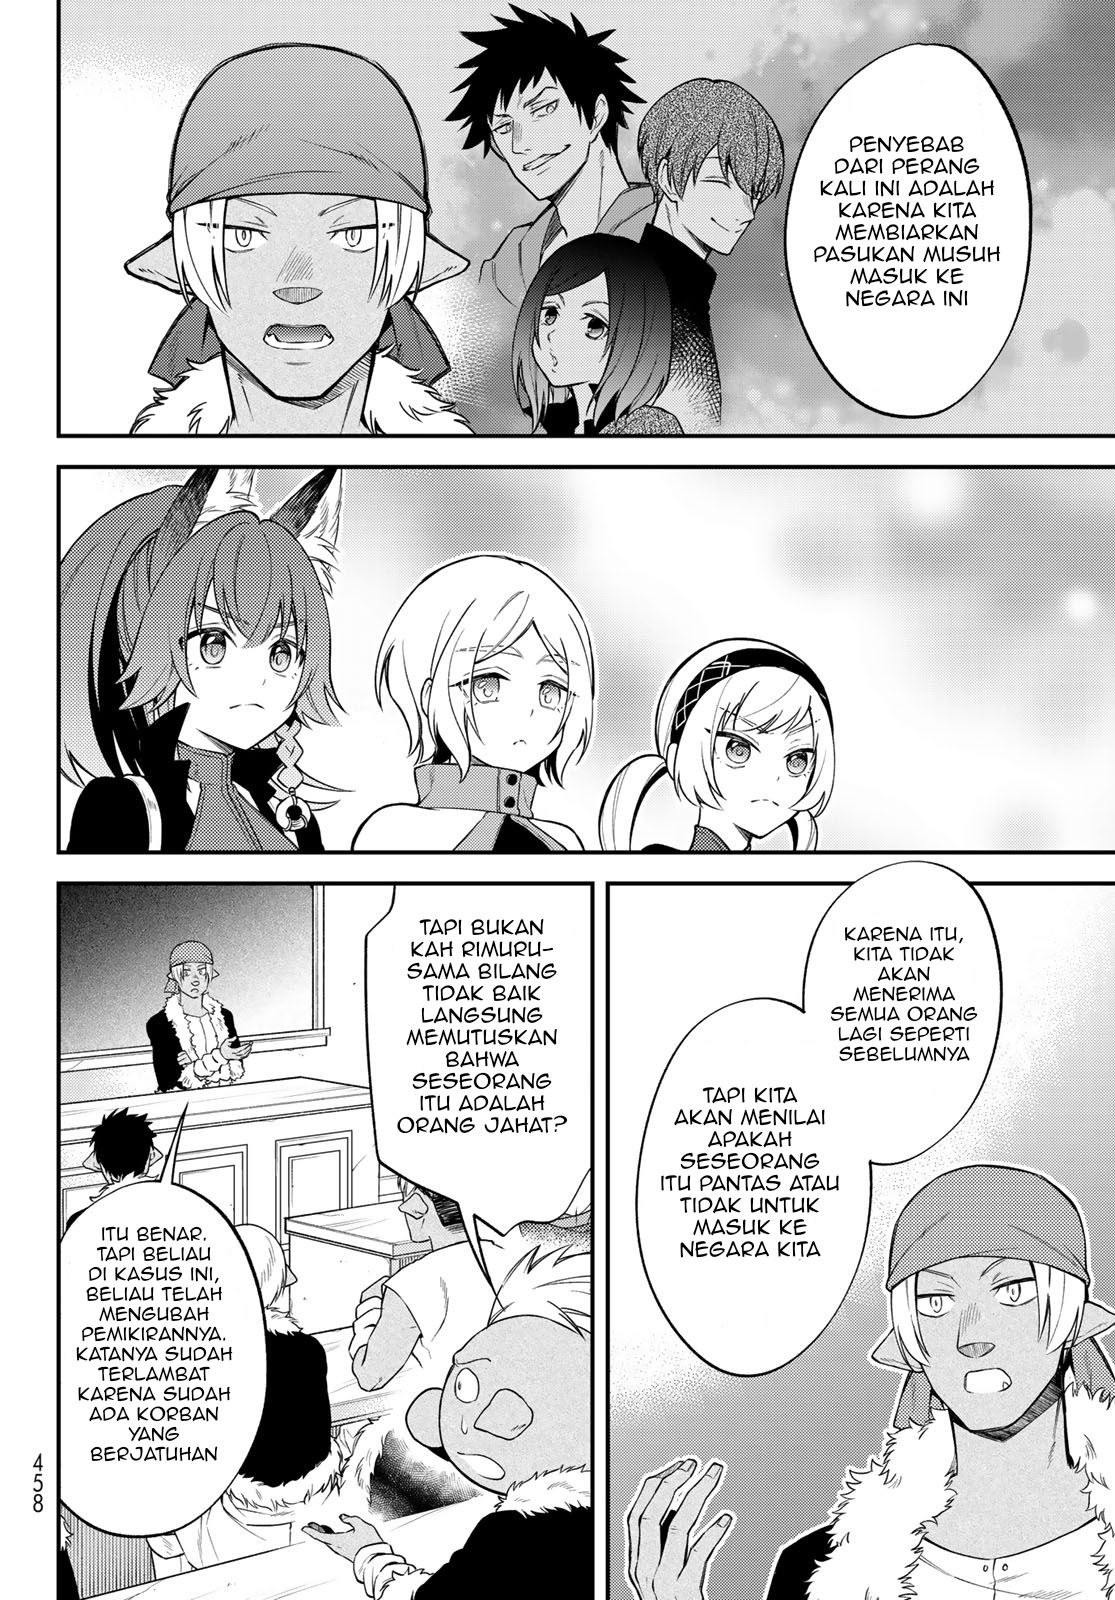 PENYEBAB
DARI PERANG
KALI INI ADALAH
KARENA KITA
MEMBIARKAN
PASUKAN MUSUH
MASUK KE
NEGARA INI
KARENA ITU,
KITA TIDAK
AKAN
MENERIMA
SEMUA ORANG
LAGI SEPERTI
SEBELUMNYA
TAPI KITA
AKAN MENILAI
APAKAH
SESEORANG
ITU PANTAS ATAU
TIDAK UNTUK
MASUK KE
NEGARA KITA
TAPI BUKAN
KAH RIMURU-
SAMA BILANG
TIDAK BAIK
LANGSUNG
MEMUTUSKAN
BAHWA
SESEORANG
ITU ADALAH
ORANG JAHAT?
ITU BENAR.
TAPI BELIAU
DI KASUS INI,
BELIAU TELAH
MENGUBAH
PEMIKIRANNYA.
KATANYA SUDAH
TERLAMBAT
KARENA SUDAH
ADA KORBAN
YANG
BERJATUHAN
458